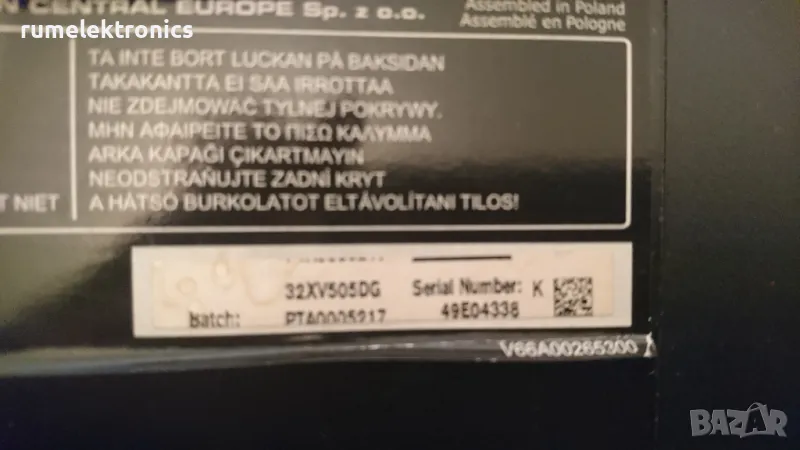 rumelektronics
N CENTRAL EUROPE Sp. z o.o.
Assembled in Poland
Assemblé en Pologne
TA INTE BORT LUCKAN PÅ BAKSIDAN
TAKAKANTTA EI SAA IRROTTAA
NIE ZDEJMOWAĆ TYLNEJ POKRYWY.
ΜΗΝ ΑΦΑΙΡΕΙΤΕ ΤΟ ΠΙΣΩ ΚΑΛΥΜΜΑ
ARKA KAPAĞI ÇIKARTMAYIN
NEODSTRAŇUJTE ZADNÍ KRYT
T NIET
A HÁTSÓ BURKOLATOT ELTÁVOLÍTANI TILOS!
32XV505DG
Serial Number: K
Batch:
PTA0005217
49E04338
V66A00265300
BAZAR